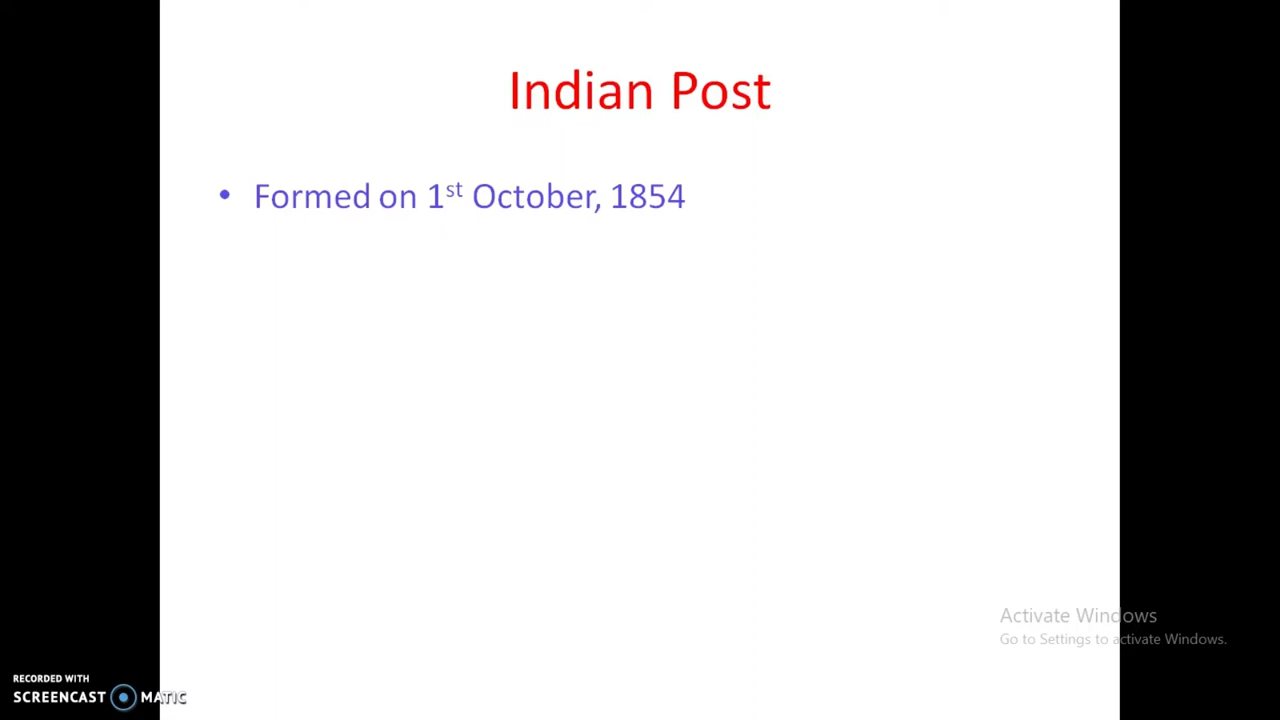 Indian Post
• Formed on 1st October, 1854
Activate Windows
Go to Settings to activate Windows.
RECORDED WITH
SCREENCAST MATIC